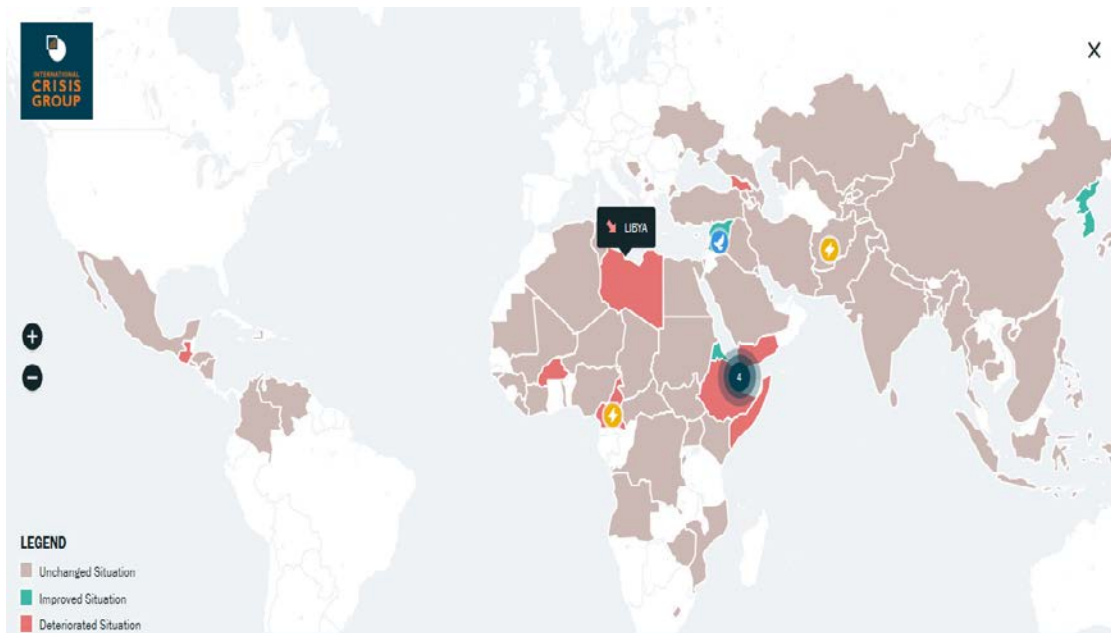 INTERNATIONAL
CRISIS
GROUP
X
LIBYA
+
4
−
LEGEND
Unchanged Situation
Improved Situation
Deteriorated Situation